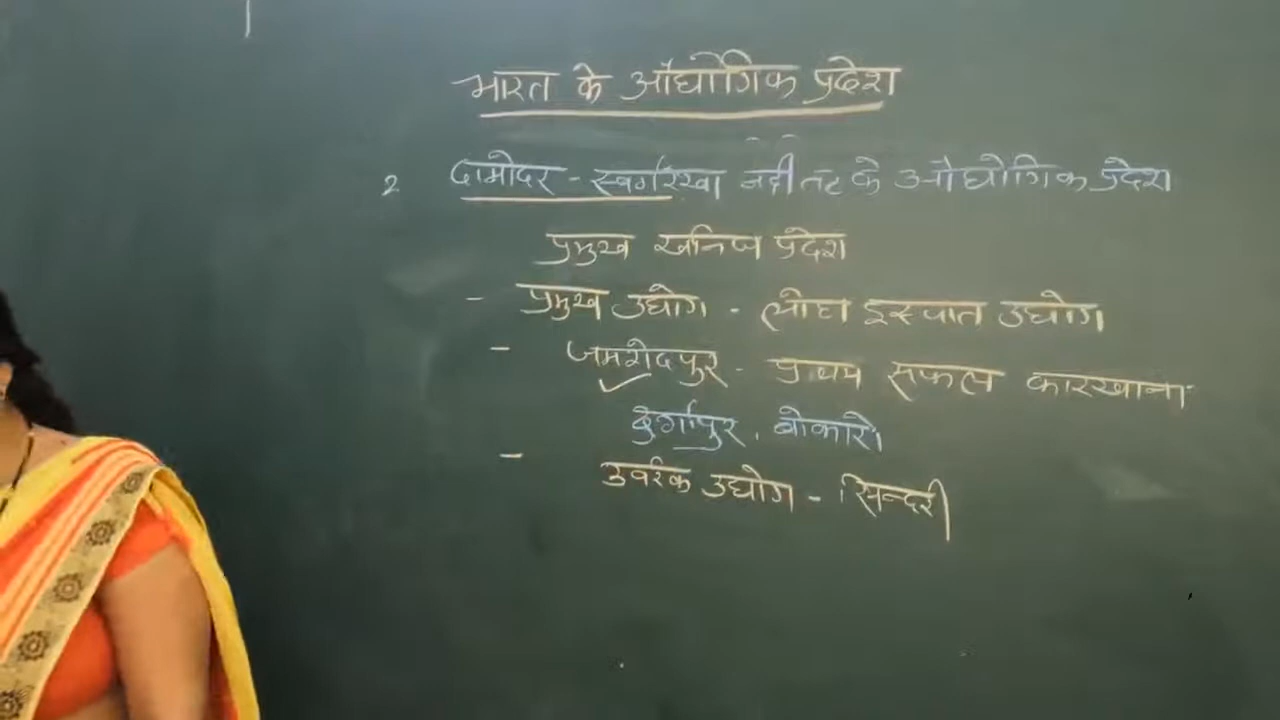 भारत के औद्योगिक प्रदेश
2 दामोदर - स्वर्णरेखा नदी तट के औद्योगिक प्रदेश
प्रमुख खनिज प्रदेश
- प्रमुख उद्योग - लोहा इस्पात उद्योग
- जमशेदपुर - प्रथम सफल कारखाना
दुर्गापुर, बोकारो
- उर्वरक उद्योग - सिन्दरी